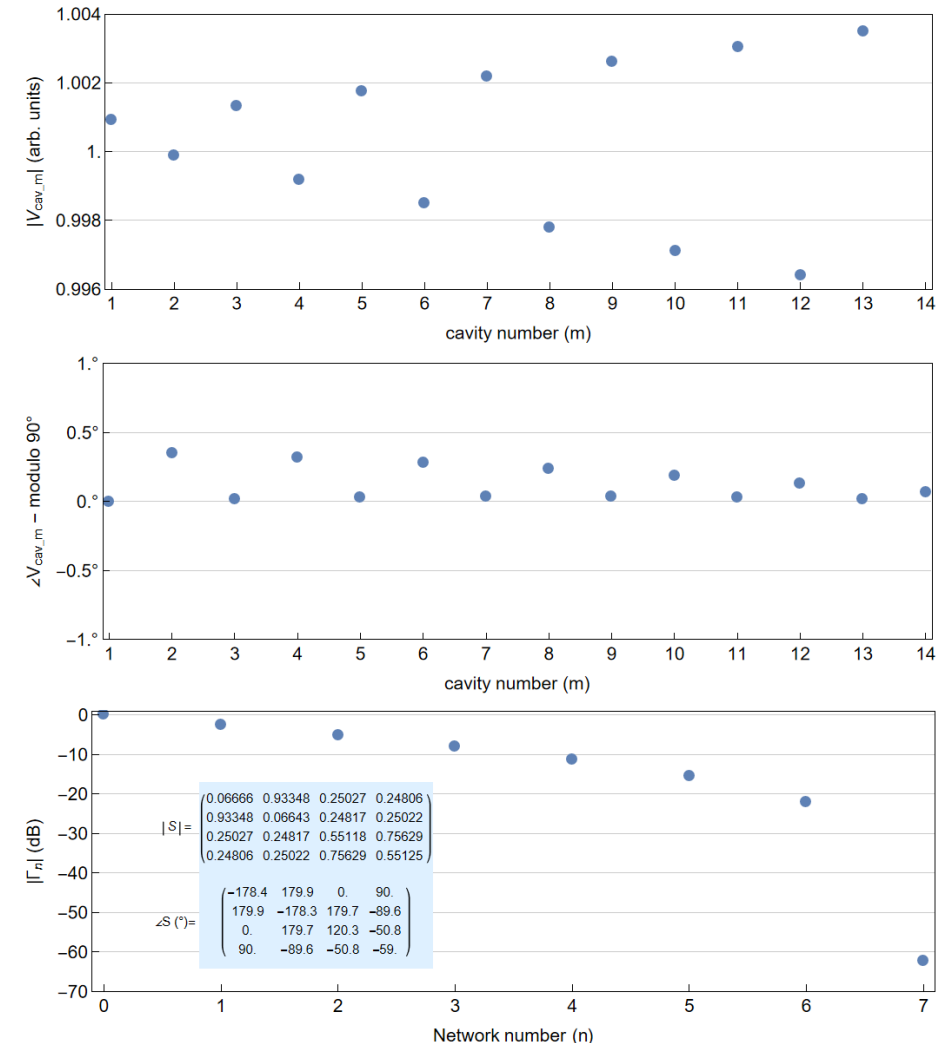 1.004
1.002
1.
0.998
0.996
|V_cav_m| (arb. units)
1 2 3 4 5 6 7 8 9 10 11 12 13 14
cavity number (m)
1.°
0.5°
0.°
−0.5°
−1.°
∠V_cav_m − modulo 90°
1 2 3 4 5 6 7 8 9 10 11 12 13 14
cavity number (m)
0
−10
−20
−30
−40
−50
−60
−70
|Γn| (dB)
|S|=
0.06666 0.93348 0.25027 0.24806
0.93348 0.06643 0.24817 0.25022
0.25027 0.24817 0.55118 0.75629
0.24806 0.25022 0.75629 0.55125
∠S (°)=
−178.4 179.9 0. 90.
179.9 −178.3 179.7 −89.6
0. 179.7 120.3 −50.8
90. −89.6 −50.8 −59.
0 1 2 3 4 5 6 7
Network number (n)